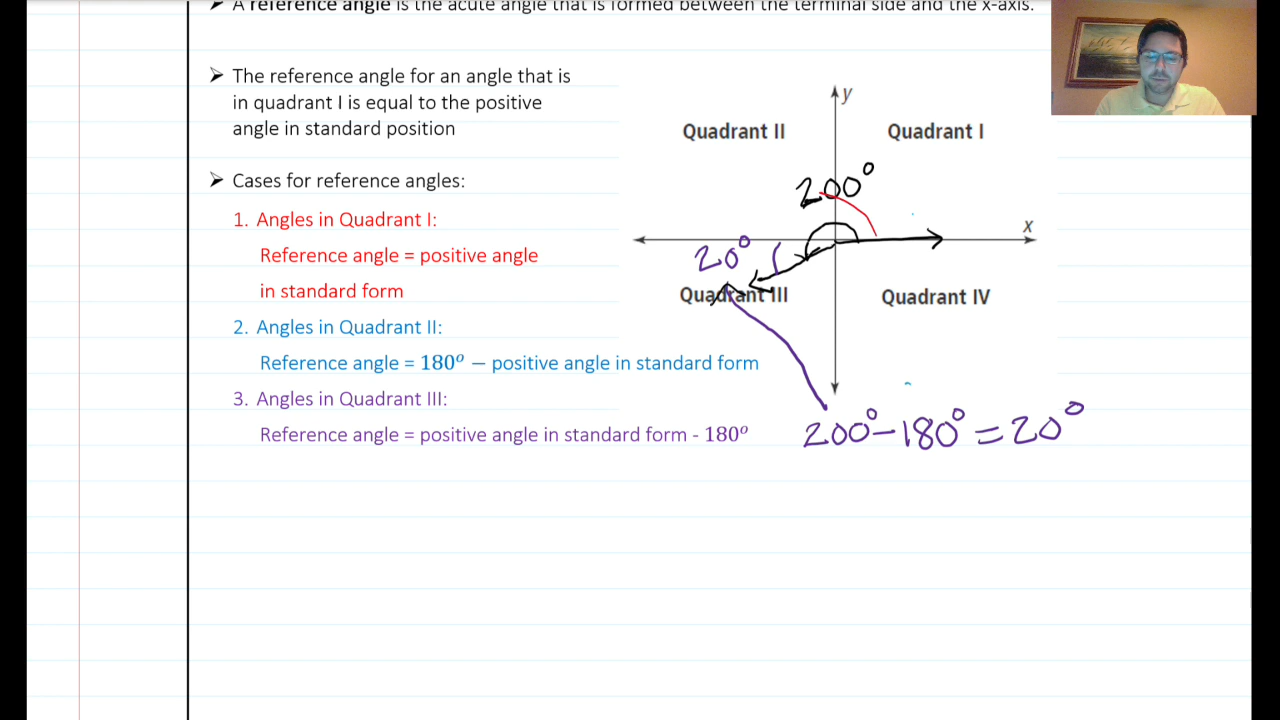 A reference angle is the acute angle that is formed between the terminal side and the x-axis.
➤ The reference angle for an angle that is
in quadrant I is equal to the positive
angle in standard position
➤ Cases for reference angles:
1. Angles in Quadrant I:
Reference angle = positive angle
in standard form
2. Angles in Quadrant II:
Reference angle = 180° − positive angle in standard form
3. Angles in Quadrant III:
Reference angle = positive angle in standard form - 180°
y
Quadrant II
Quadrant I
200°
x
20°
Quadrant III
Quadrant IV
200° − 180° = 20°